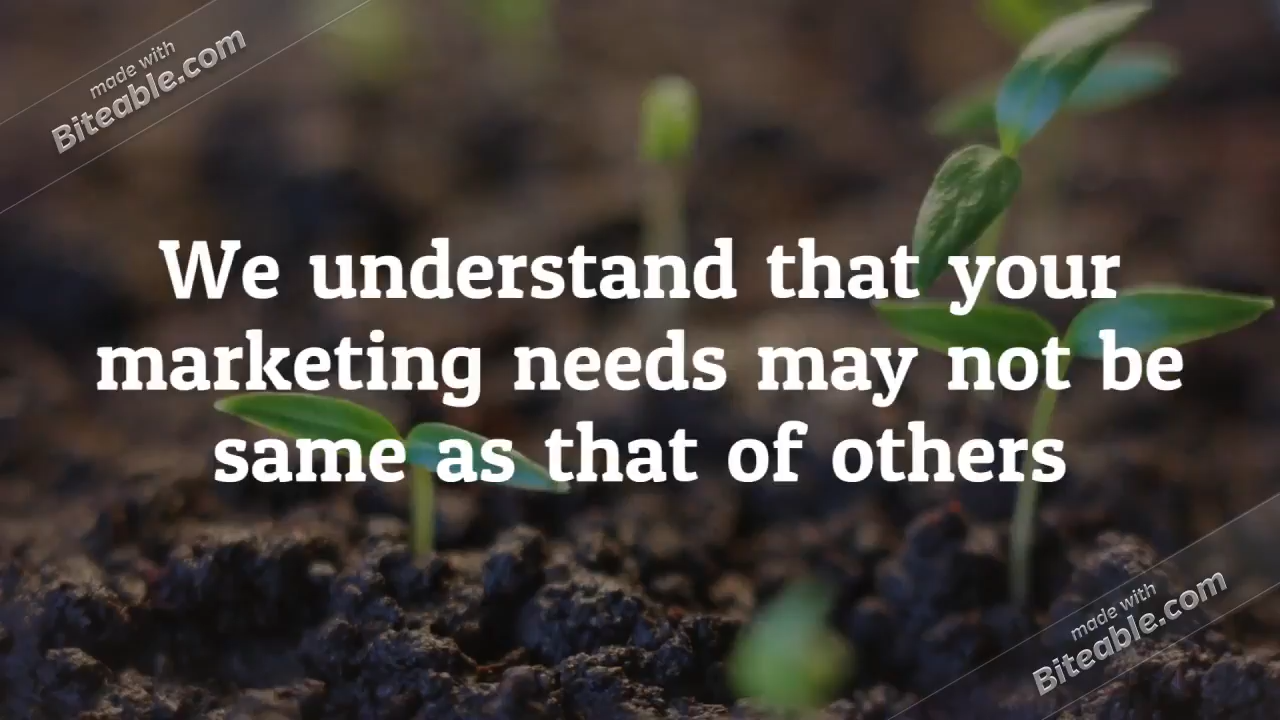 made with
Biteable.com
We understand that your
marketing needs may not be
same as that of others
made with
Biteable.com